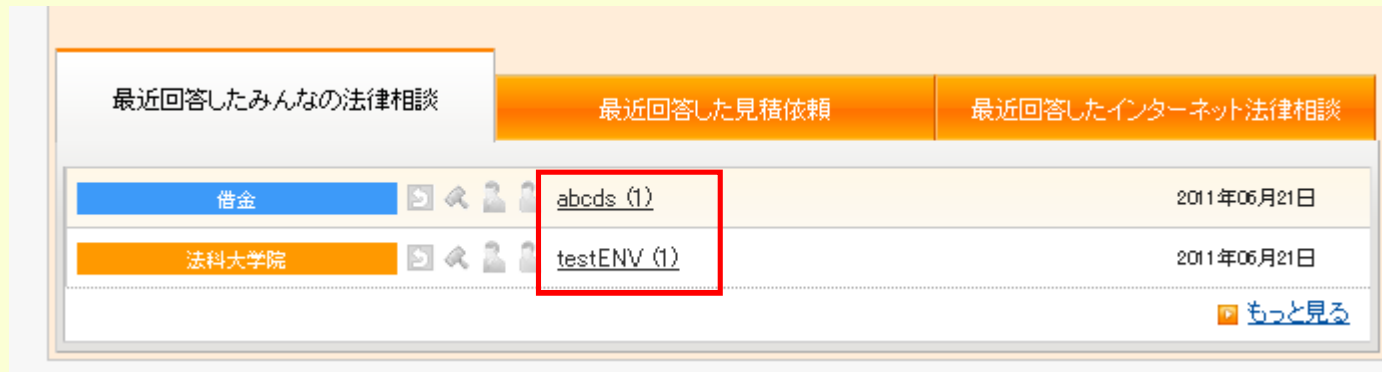 最近回答したみんなの法律相談
最近回答した見積依頼
最近回答したインターネット法律相談
借金 abcds (1) 2011年06月21日
法科大学院 testENV (1) 2011年06月21日
もっと見る